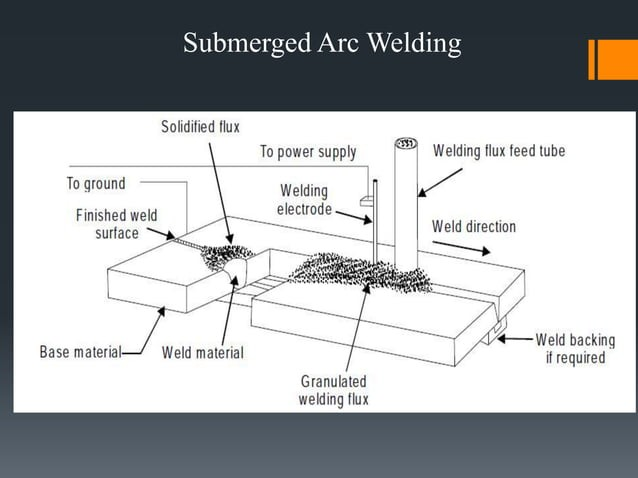 Submerged Arc Welding
Solidified flux
To power supply
Welding flux feed tube
To ground
Welding
electrode
Finished weld
surface
Weld direction
Base material
Weld material
Weld backing
if required
Granulated
welding flux